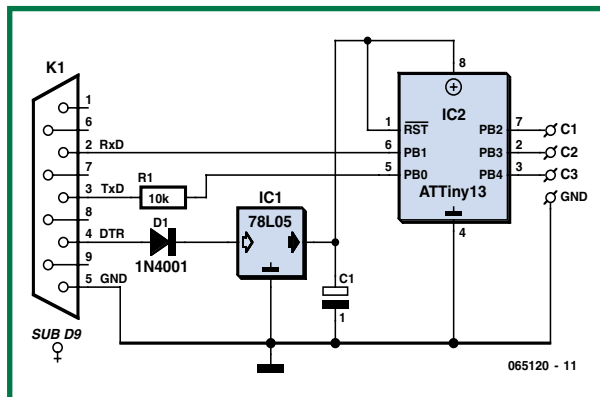 K1
1
6
2 RxD
7
3 TxD
8
4 DTR
9
5 GND
SUB D9
R1
10k
D1
1N4001
IC1
78L05
C1
1
8
IC2
1 RST
6 PB1
5 PB0
PB2 7
PB3 2
PB4 3
ATTiny13
4
C1
C2
C3
GND
065120 - 11